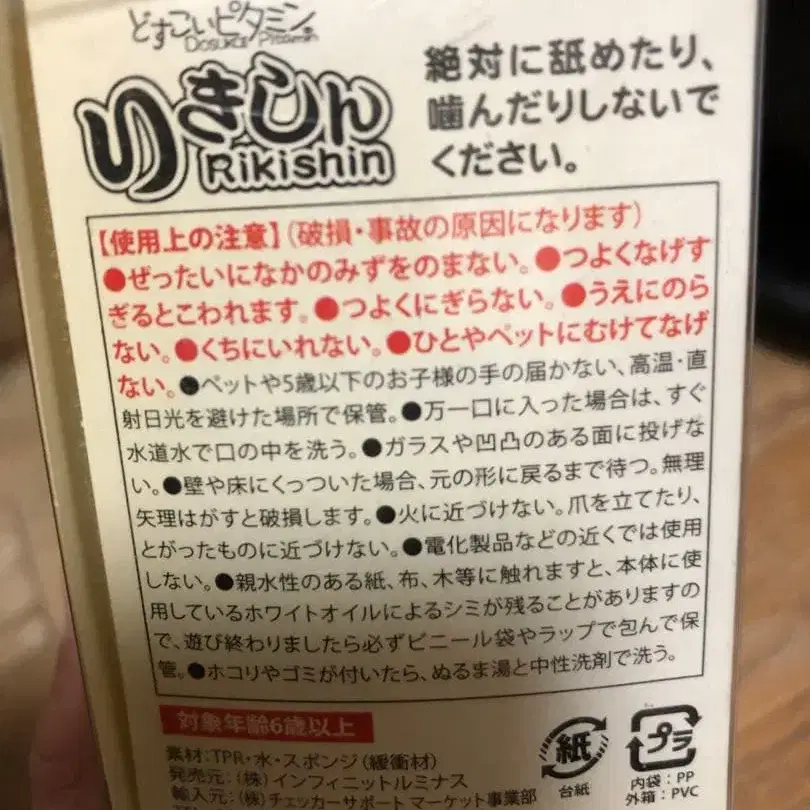 どすこいピタミン
Dosukoi Pitamin
りきしん
Rikishin
絶対に舐めたり、
噛んだりしないで
ください。
【使用上の注意】(破損・事故の原因になります)
●ぜったいになかのみずをのまない。●つよくなげす
ぎるとこわれます。●つよくにぎらない。●うえにのら
ない。●くちにいれない。●ひとやペットにむけてなげ
ない。●ペットや5歳以下のお子様の手の届かない、高温・直
射日光を避けた場所で保管。●万一口に入った場合は、すぐ
水道水で口の中を洗う。●ガラスや凹凸のある面に投げな
い。●壁や床にくっついた場合、元の形に戻るまで待つ。無理
矢理はがすと破損します。●火に近づけない。爪を立てたり、
とがったものに近づけない。●電化製品などの近くでは使用
しない。●親水性のある紙、布、木等に触れますと、本体に使
用しているホワイトオイルによるシミが残ることがありますの
で、遊び終わりましたら必ずビニール袋やラップで包んで保
管。●ホコリやゴミが付いたら、ぬるま湯と中性洗剤で洗う。
対象年齢6歳以上
素材:TPR・水・スポンジ(緩衝材)
発売元:(株)インフィニットルミナス
輸入元:(株)チェッカーサポート マーケット事業部
紙
台紙
プラ
内袋:PP
外箱:PVC